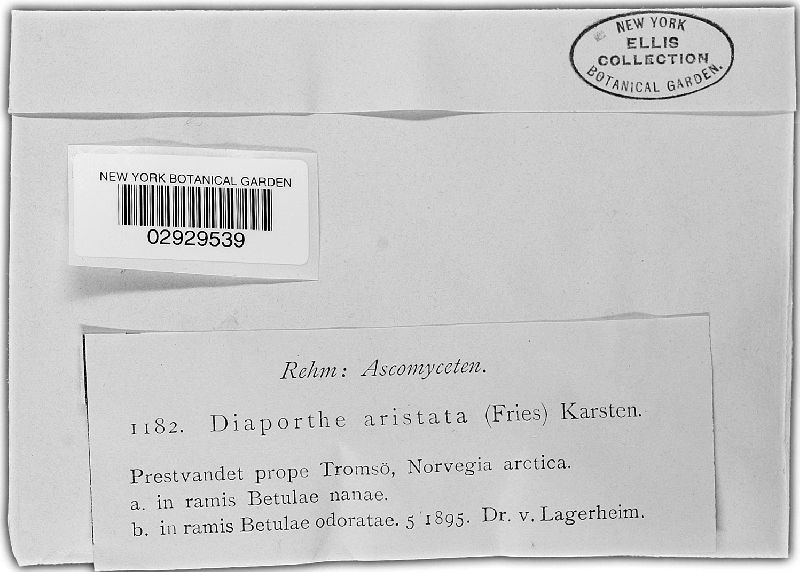 NEW YORK
ELLIS
COLLECTION
BOTANICAL GARDEN.
NEW YORK BOTANICAL GARDEN
02929539
Rehm: Ascomyceten.
1182. Diaporthe aristata (Fries) Karsten.
Prestvandet prope Tromsö, Norvegia arctica.
a. in ramis Betulae nanae.
b. in ramis Betulae odoratae. 5 1895. Dr. v. Lagerheim.